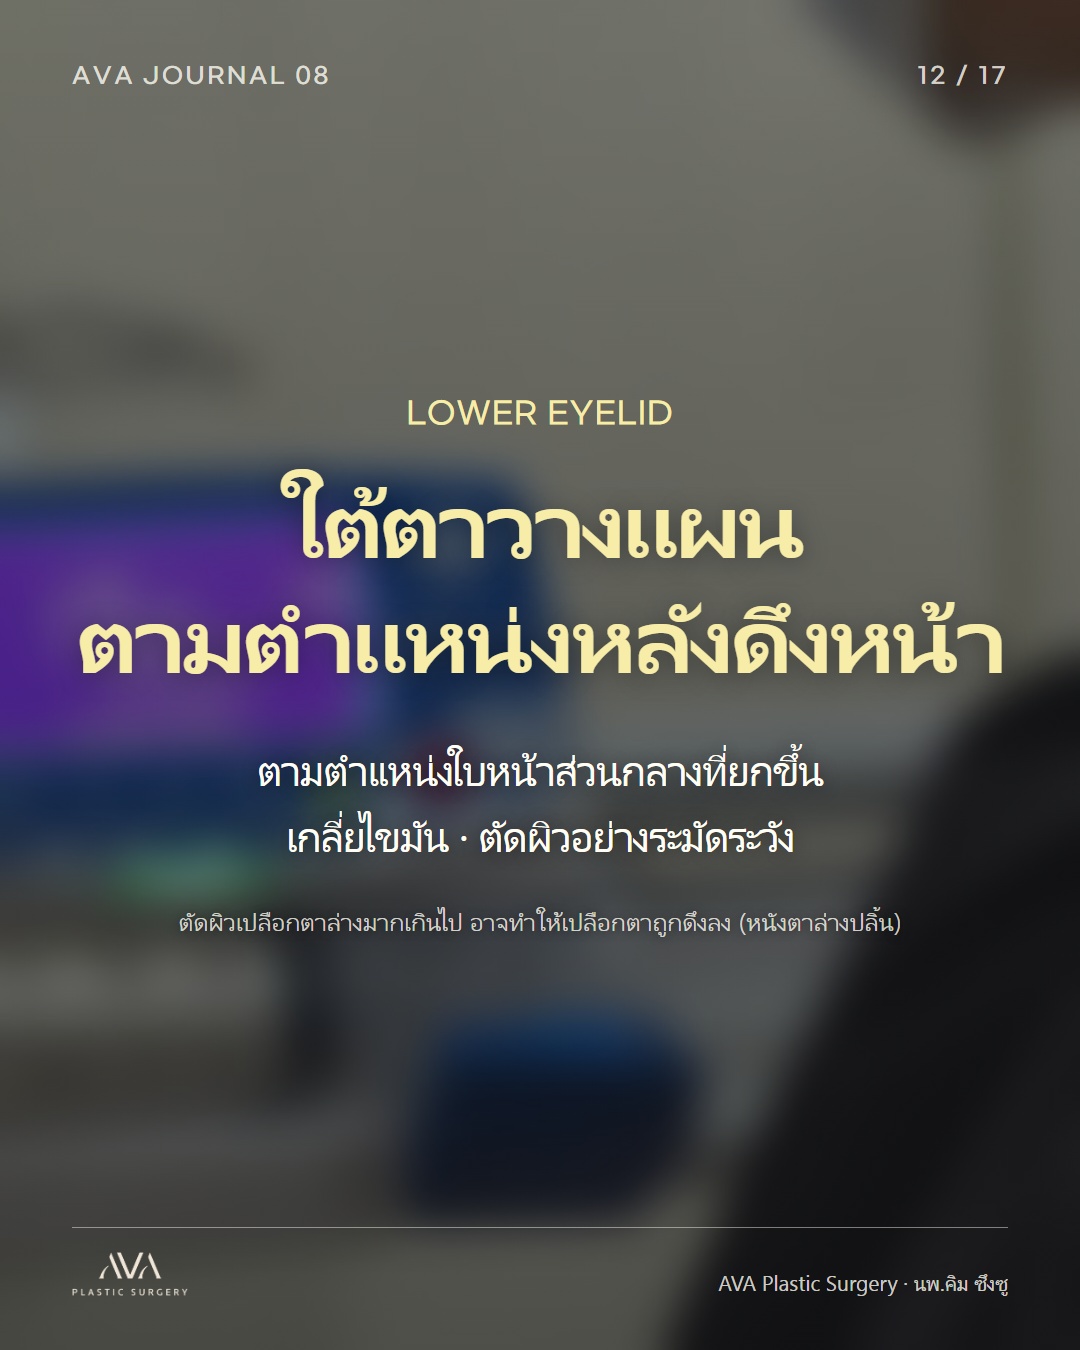 AVA JOURNAL 08
12 / 17
LOWER EYELID
ใต้ตาวางแผน
ตามตำแหน่งหลังดึงหน้า
ตามตำแหน่งใบหน้าส่วนกลางที่ยกขึ้น
เกลี่ยไขมัน · ตัดผิวอย่างระมัดระวัง
ตัดผิวเปลือกตาล่างมากเกินไป อาจทำให้เปลือกตาถูกดึงลง (หนังตาล่างปลิ้น)
AVA
PLASTIC SURGERY
AVA Plastic Surgery · นพ.คิม ซึงซู